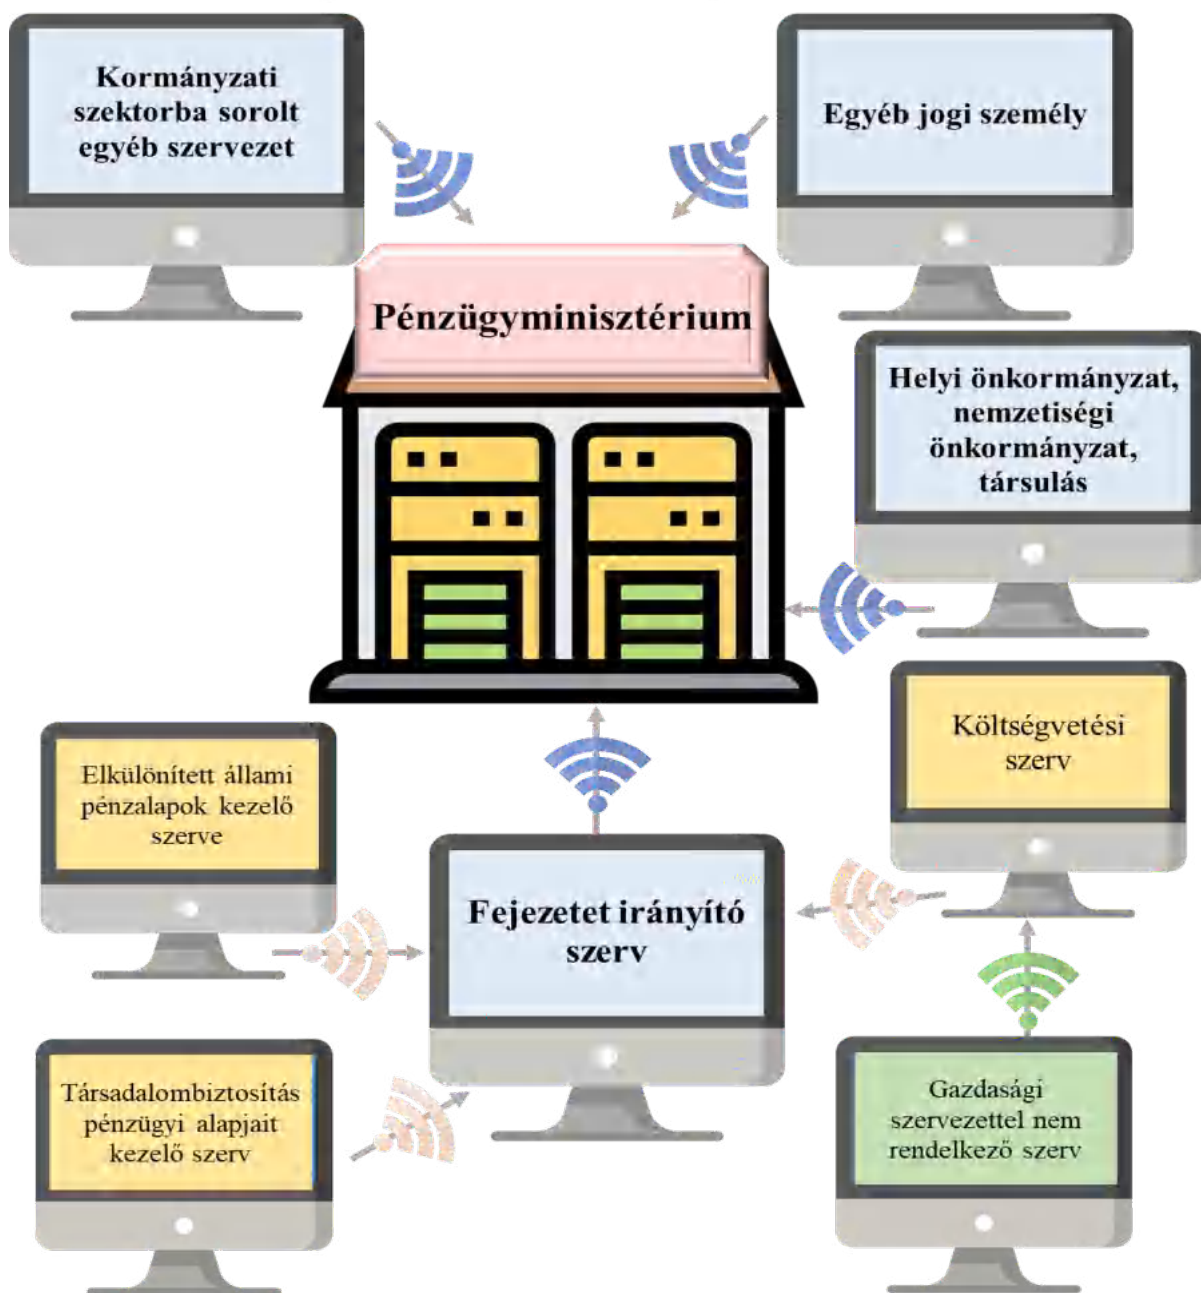 Kormányzati
szektorba sorolt
egyéb szervezet
Egyéb jogi személy
Pénzügyminisztérium
Helyi önkormányzat,
nemzetiségi
önkormányzat,
társulás
Költségvetési
szerv
Elkülönített állami
pénzalapok kezelő
szerve
Fejezetet irányító
szerv
Társadalombiztosítás
pénzügyi alapjait
kezelő szerv
Gazdasági
szervezettel nem
rendelkező szerv